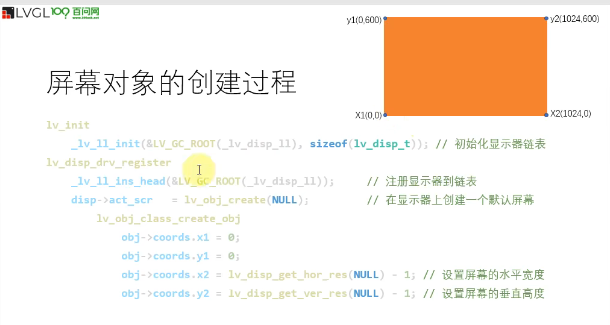 LVGL 100 百问网
y1(0,600)
y2(1024,600)
X1(0,0)
X2(1024,0)
屏幕对象的创建过程
lv_init
_lv_ll_init(&LV_GC_ROOT(_lv_disp_ll), sizeof(lv_disp_t)); // 初始化显示器链表
lv_disp_drv_register
_lv_ll_ins_head(&LV_GC_ROOT(_lv_disp_ll)); // 注册显示器到链表
disp->act_scr = lv_obj_create(NULL); // 在显示器上创建一个默认屏幕
lv_obj_class_create_obj
obj->coords.x1 = 0;
obj->coords.y1 = 0;
obj->coords.x2 = lv_disp_get_hor_res(NULL) - 1; // 设置屏幕的水平宽度
obj->coords.y2 = lv_disp_get_ver_res(NULL) - 1; // 设置屏幕的垂直高度